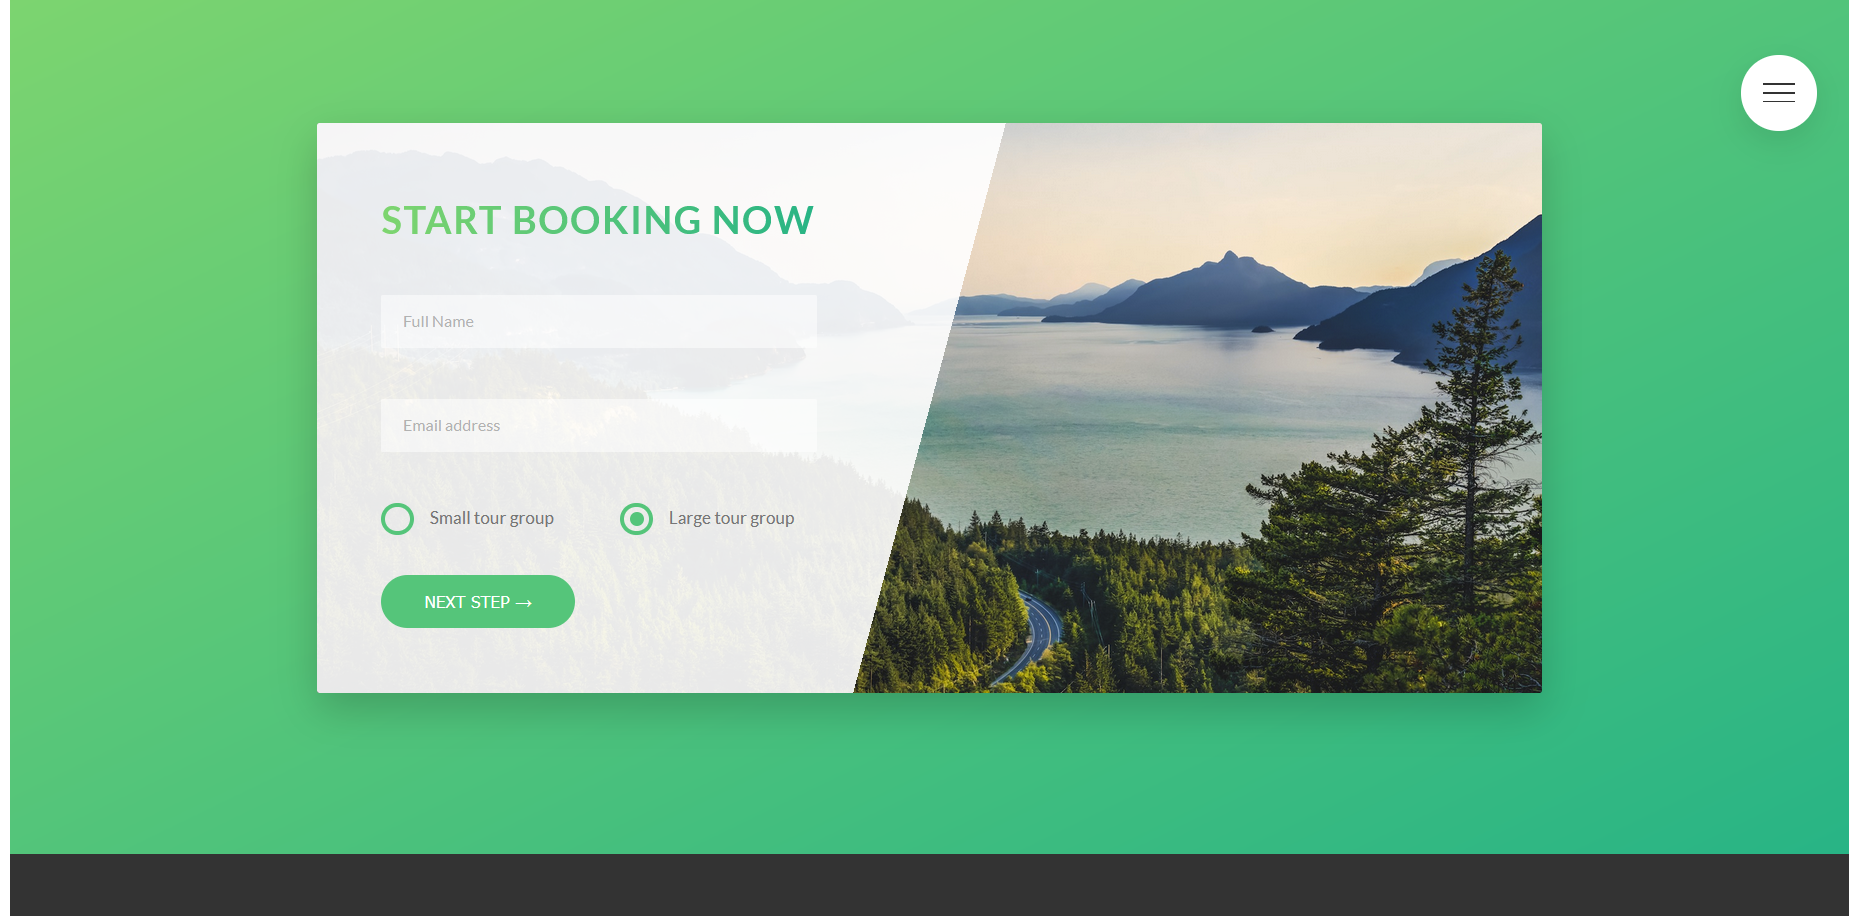 START BOOKING NOW
Full Name
Email address
Small tour group
Large tour group
NEXT STEP →